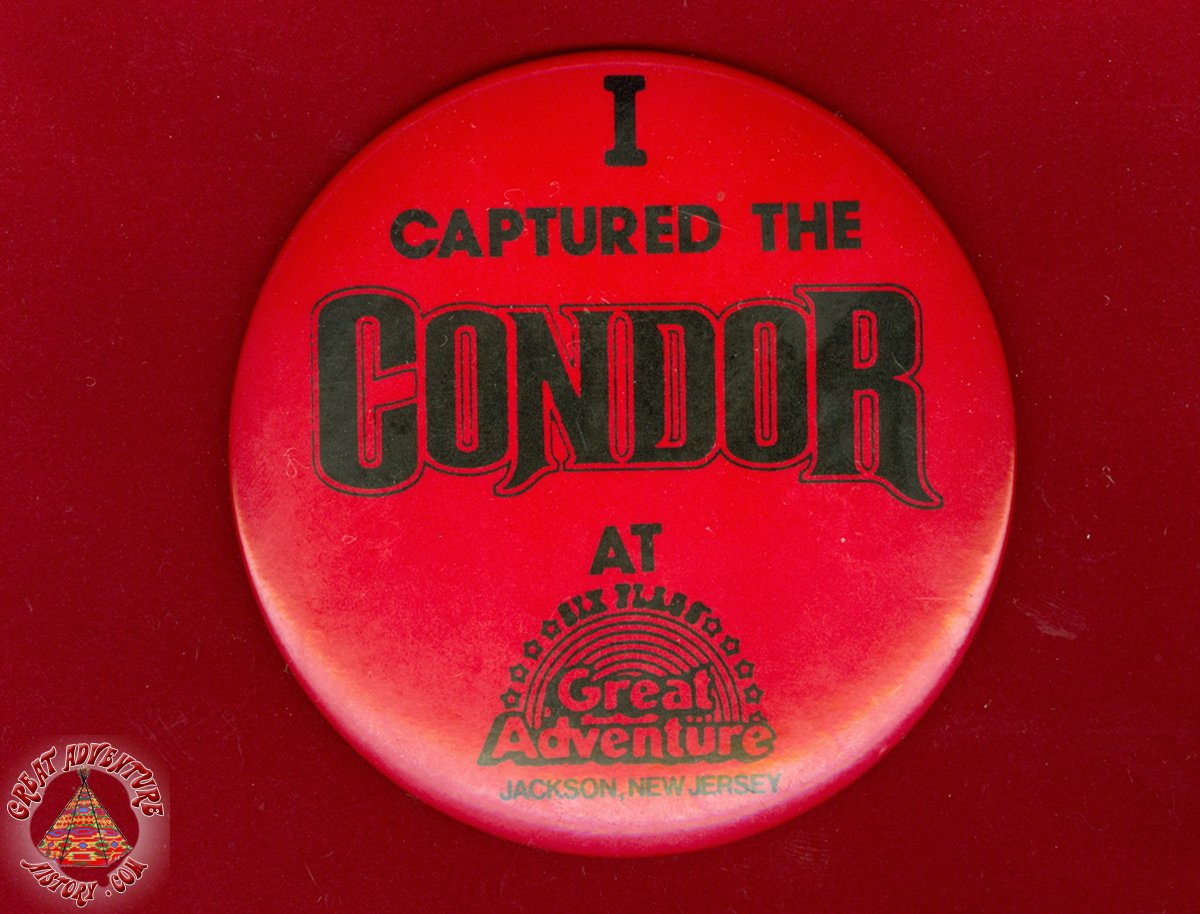 I
CAPTURED THE
CONDOR
AT
SIX FLAGS
Great
Adventure
JACKSON, NEW JERSEY
GREAT ADVENTURE
HISTORY.COM